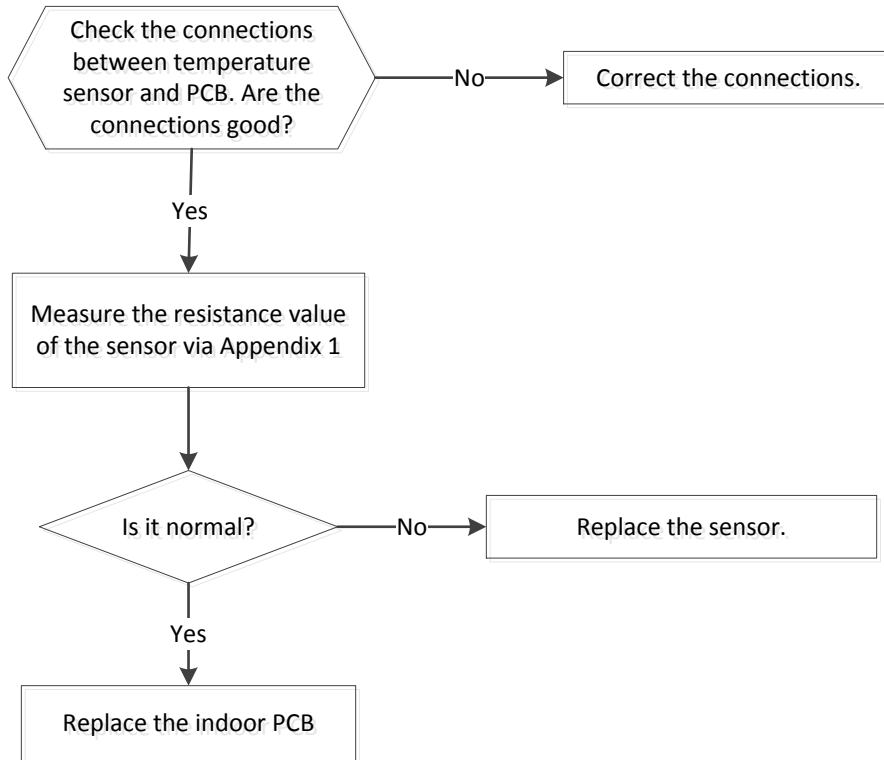 Check the connections
between temperature
sensor and PCB. Are the
connections good?
No
Correct the connections.
Yes
Measure the resistance value
of the sensor via Appendix 1
Is it normal?
No
Replace the sensor.
Yes
Replace the indoor PCB